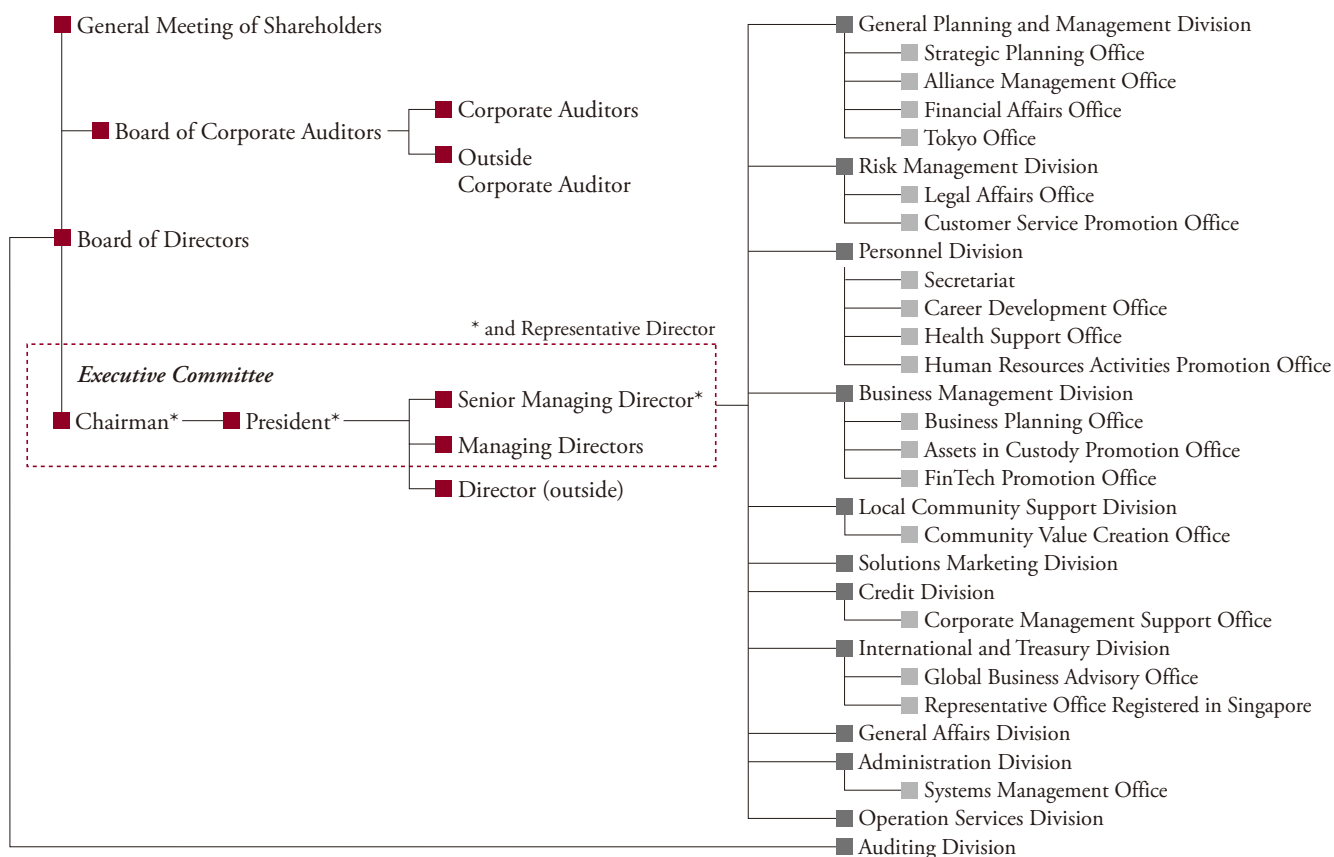 General Meeting of Shareholders
Board of Corporate Auditors
Corporate Auditors
Outside
Corporate Auditor
Board of Directors
* and Representative Director
Executive Committee
Chairman*
President*
Senior Managing Director*
Managing Directors
Director (outside)
General Planning and Management Division
Strategic Planning Office
Alliance Management Office
Financial Affairs Office
Tokyo Office
Risk Management Division
Legal Affairs Office
Customer Service Promotion Office
Personnel Division
Secretariat
Career Development Office
Health Support Office
Human Resources Activities Promotion Office
Business Management Division
Business Planning Office
Assets in Custody Promotion Office
FinTech Promotion Office
Local Community Support Division
Community Value Creation Office
Solutions Marketing Division
Credit Division
Corporate Management Support Office
International and Treasury Division
Global Business Advisory Office
Representative Office Registered in Singapore
General Affairs Division
Administration Division
Systems Management Office
Operation Services Division
Auditing Division